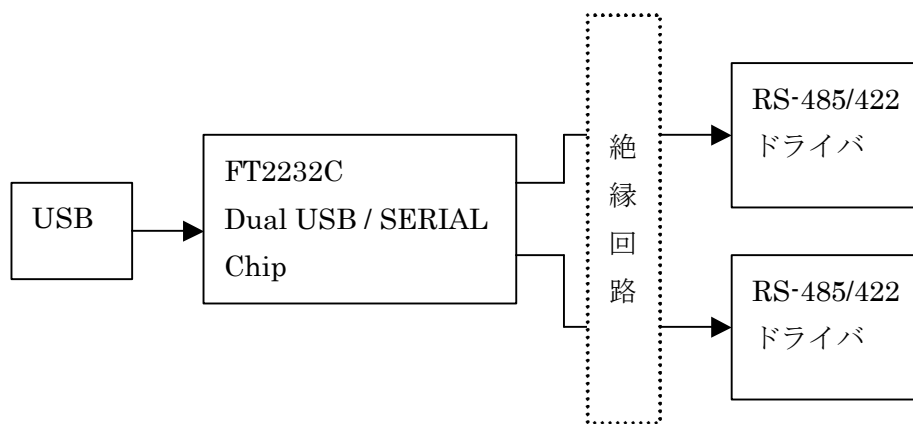 USB
FT2232C
Dual USB / SERIAL
Chip
絶
縁
回
路
RS-485/422
ドライバ
RS-485/422
ドライバ